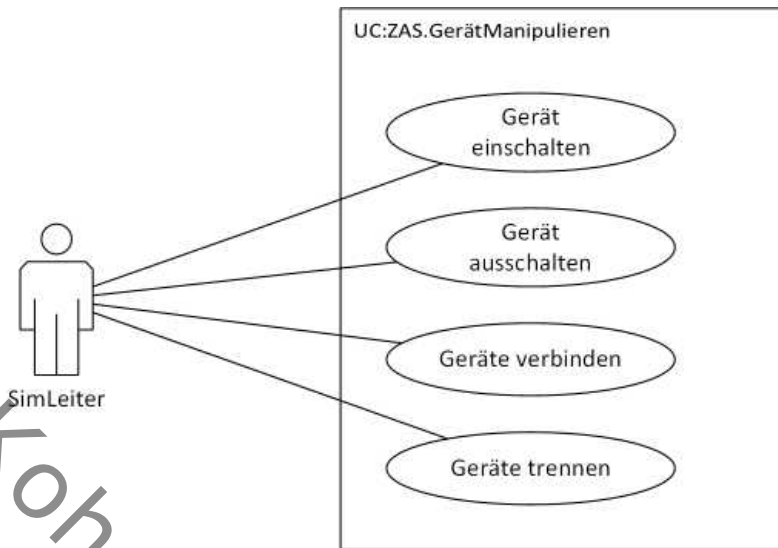 UC:ZAS.GerätManipulieren
Gerät
einschalten
Gerät
ausschalten
Geräte verbinden
SimLeiter
Geräte trennen